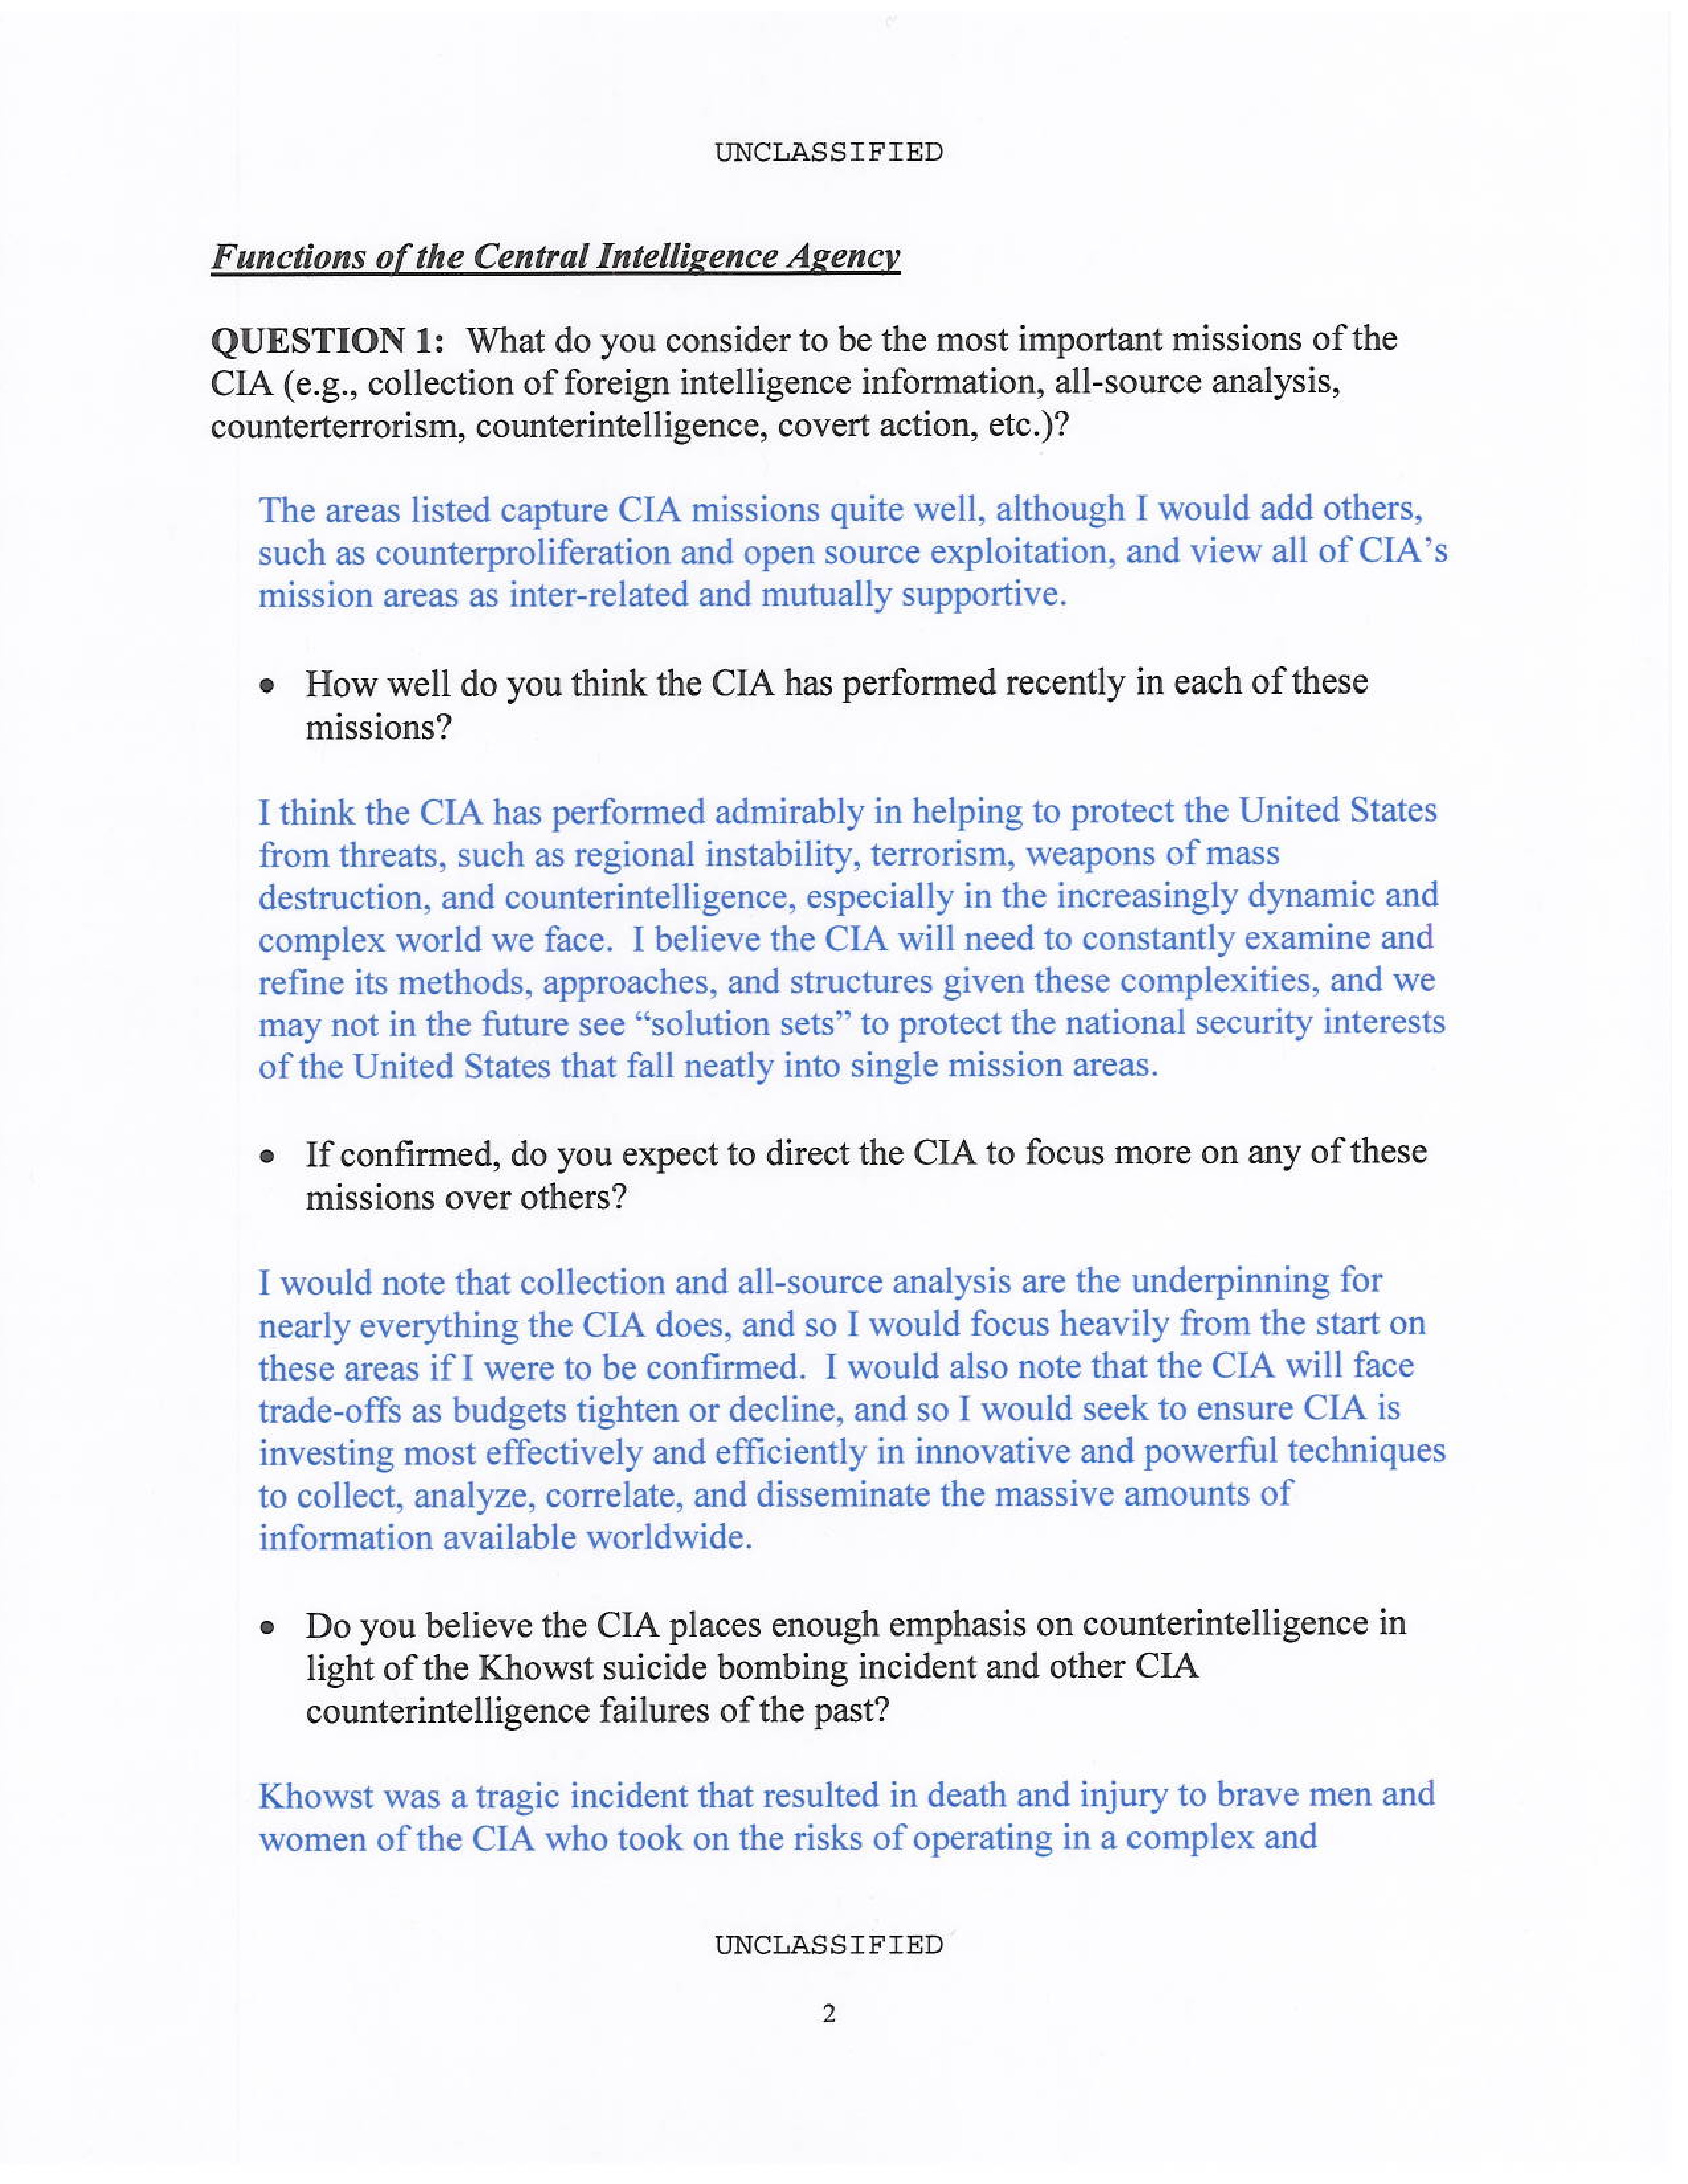 UNCLASSIFIED
Functions of the Central Intelligence Agency
QUESTION 1:  What do you consider to be the most important missions of the
CIA (e.g., collection of foreign intelligence information, all-source analysis,
counterterrorism, counterintelligence, covert action, etc.)?
The areas listed capture CIA missions quite well, although I would add others,
such as counterproliferation and open source exploitation, and view all of CIA's
mission areas as inter-related and mutually supportive.
• How well do you think the CIA has performed recently in each of these
missions?
I think the CIA has performed admirably in helping to protect the United States
from threats, such as regional instability, terrorism, weapons of mass
destruction, and counterintelligence, especially in the increasingly dynamic and
complex world we face.  I believe the CIA will need to constantly examine and
refine its methods, approaches, and structures given these complexities, and we
may not in the future see “solution sets” to protect the national security interests
of the United States that fall neatly into single mission areas.
• If confirmed, do you expect to direct the CIA to focus more on any of these
missions over others?
I would note that collection and all-source analysis are the underpinning for
nearly everything the CIA does, and so I would focus heavily from the start on
these areas if I were to be confirmed.  I would also note that the CIA will face
trade-offs as budgets tighten or decline, and so I would seek to ensure CIA is
investing most effectively and efficiently in innovative and powerful techniques
to collect, analyze, correlate, and disseminate the massive amounts of
information available worldwide.
• Do you believe the CIA places enough emphasis on counterintelligence in
light of the Khowst suicide bombing incident and other CIA
counterintelligence failures of the past?
Khowst was a tragic incident that resulted in death and injury to brave men and
women of the CIA who took on the risks of operating in a complex and
UNCLASSIFIED
2